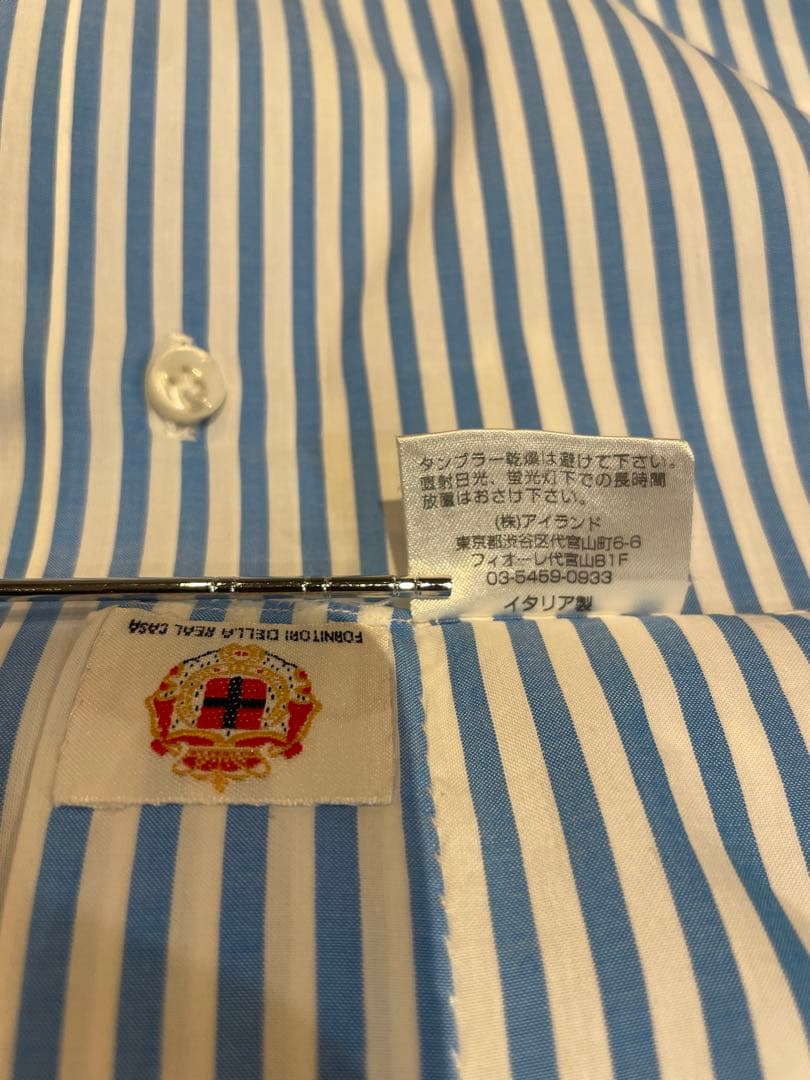 タンブラー乾燥は避けて下さい。
直射日光、蛍光灯下での長時間
放置はおさけ下さい。
(株)アイランド
東京都渋谷区代官山町6-6
フィオーレ代官山B1F
03-5459-0933
イタリア製
FORNITORI DELLA REAL CASA